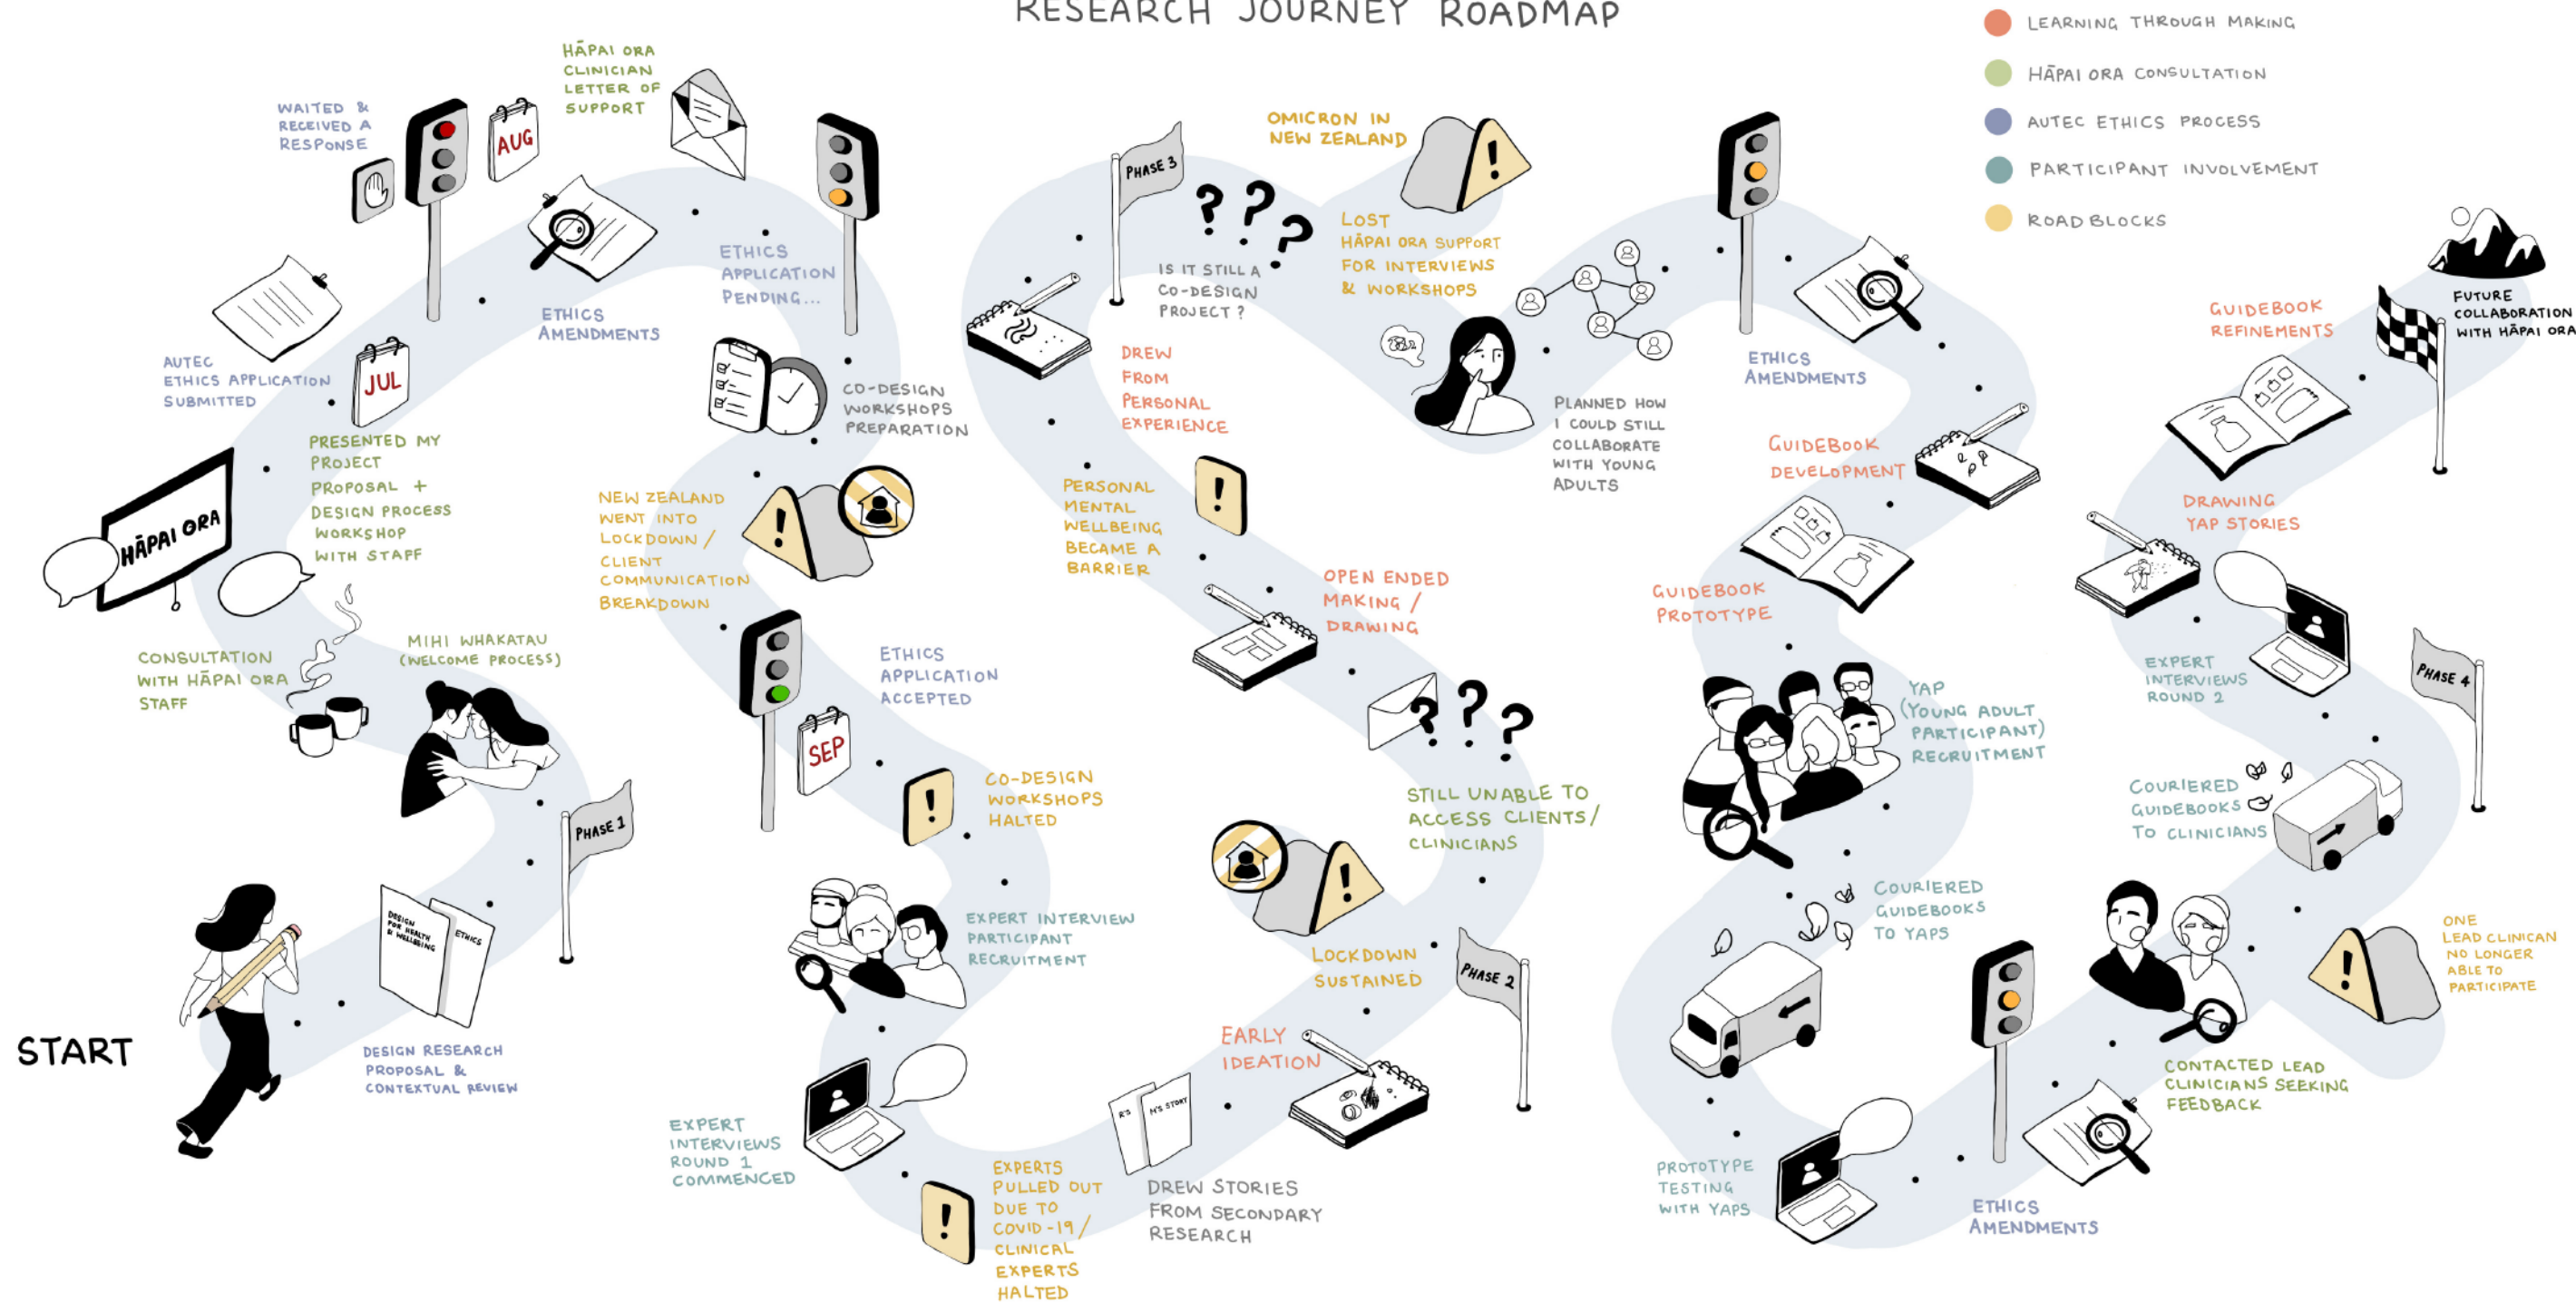 RESEARCH JOURNEY ROADMAP
LEARNING THROUGH MAKING
HĀPAI ORA CONSULTATION
AUTEC ETHICS PROCESS
PARTICIPANT INVOLVEMENT
ROAD BLOCKS
START
DESIGN
FOR HEALTH
& WELLBEING
ETHICS
DESIGN RESEARCH
PROPOSAL &
CONTEXTUAL REVIEW
PHASE 1
MIHI WHAKATAU
(WELCOME PROCESS)
CONSULTATION
WITH HĀPAI ORA
STAFF
HĀPAI ORA
PRESENTED MY
PROJECT
PROPOSAL +
DESIGN PROCESS
WORKSHOP
WITH STAFF
JUL
AUTEC
ETHICS APPLICATION
SUBMITTED
WAITED &
RECEIVED A
RESPONSE
AUG
ETHICS
AMENDMENTS
HĀPAI ORA
CLINICIAN
LETTER OF
SUPPORT
ETHICS
APPLICATION
PENDING...
CO-DESIGN
WORKSHOPS
PREPARATION
NEW ZEALAND
WENT INTO
LOCKDOWN /
CLIENT
COMMUNICATION
BREAKDOWN
ETHICS
APPLICATION
ACCEPTED
SEP
CO-DESIGN
WORKSHOPS
HALTED
EXPERT INTERVIEW
PARTICIPANT
RECRUITMENT
EXPERT
INTERVIEWS
ROUND 1
COMMENCED
EXPERTS
PULLED OUT
DUE TO
COVID-19 /
CLINICAL
EXPERTS
HALTED
R'S
N'S STORY
DREW STORIES
FROM SECONDARY
RESEARCH
EARLY
IDEATION
PHASE 2
LOCKDOWN
SUSTAINED
STILL UNABLE TO
ACCESS CLIENTS/
CLINICIANS
? ? ?
OPEN ENDED
MAKING /
DRAWING
PERSONAL
MENTAL
WELLBEING
BECAME A
BARRIER
DREW
FROM
PERSONAL
EXPERIENCE
PHASE 3
? ? ?
IS IT STILL A
CO-DESIGN
PROJECT ?
OMICRON IN
NEW ZEALAND
LOST
HĀPAI ORA SUPPORT
FOR INTERVIEWS
& WORKSHOPS
PLANNED HOW
I COULD STILL
COLLABORATE
WITH YOUNG
ADULTS
ETHICS
AMENDMENTS
GUIDEBOOK
DEVELOPMENT
GUIDEBOOK
PROTOTYPE
YAP
(YOUNG ADULT
PARTICIPANT)
RECRUITMENT
COURIERED
GUIDEBOOKS
TO YAPS
PROTOTYPE
TESTING
WITH YAPS
ETHICS
AMENDMENTS
CONTACTED LEAD
CLINICIANS SEEKING
FEEDBACK
ONE
LEAD CLINICAN
NO LONGER
ABLE TO
PARTICIPATE
COURIERED
GUIDEBOOKS
TO CLINICIANS
PHASE 4
EXPERT
INTERVIEWS
ROUND 2
DRAWING
YAP STORIES
GUIDEBOOK
REFINEMENTS
FUTURE
COLLABORATION
WITH HĀPAI ORA